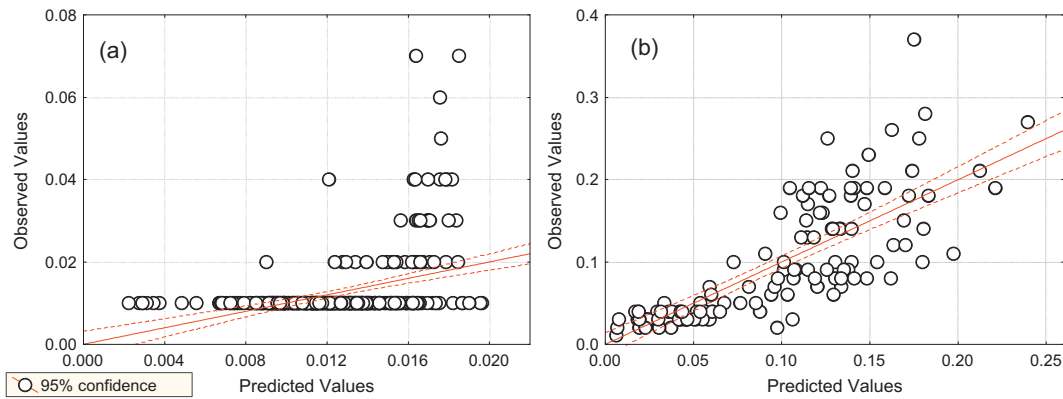 (a)
Observed Values
0.08
0.06
0.04
0.02
0.00
0.000 0.004 0.008 0.012 0.016 0.020
Predicted Values
(b)
Observed Values
0.4
0.3
0.2
0.1
0.0
0.00 0.05 0.10 0.15 0.20 0.25
Predicted Values
95% confidence